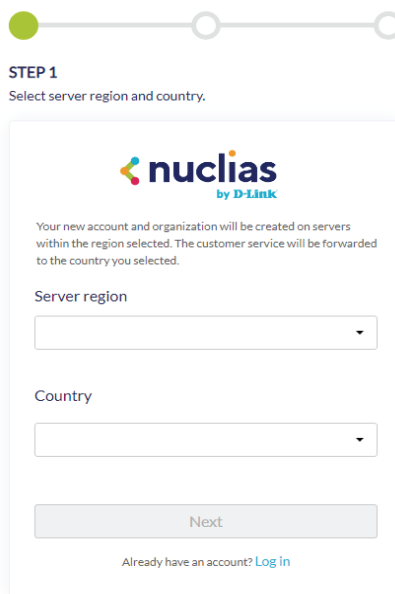 STEP 1
Select server region and country.
nuclias
by D-Link
Your new account and organization will be created on servers
within the region selected. The customer service will be forwarded
to the country you selected.
Server region
Country
Next
Already have an account? Log in